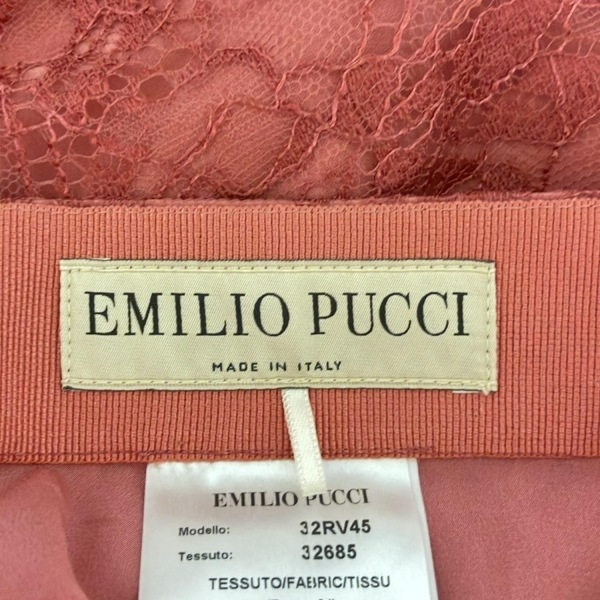 EMILIO PUCCI
MADE IN ITALY
EMILIO PUCCI
Modello: 32RV45
Tessuto: 32685
TESSUTO/FABRIC/TISSU